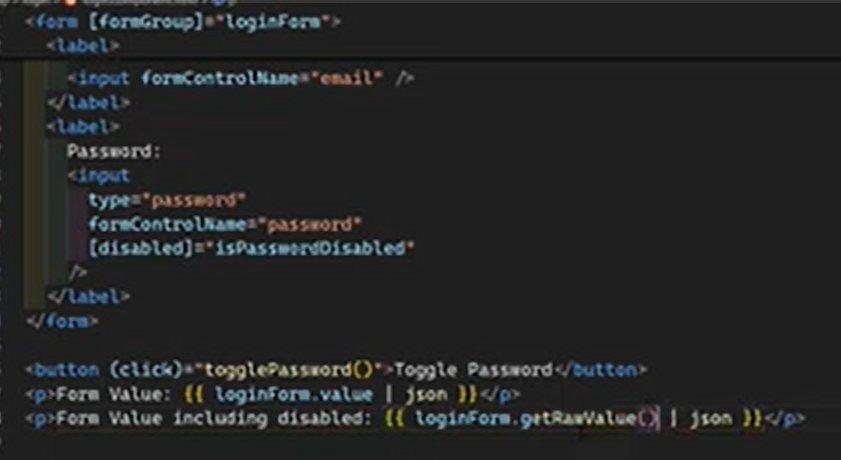 <form [formGroup]="loginForm">
<label>
<input formControlName="email" />
</label>
<label>
Password:
<input
type="password"
formControlName="password"
[disabled]="isPasswordDisabled"
/>
</label>
</form>
<button (click)="togglePassword()">Toggle Password</button>
<p>Form Value: {{ loginForm.value | json }}</p>
<p>Form Value including disabled: {{ loginForm.getRawValue() | json }}</p>